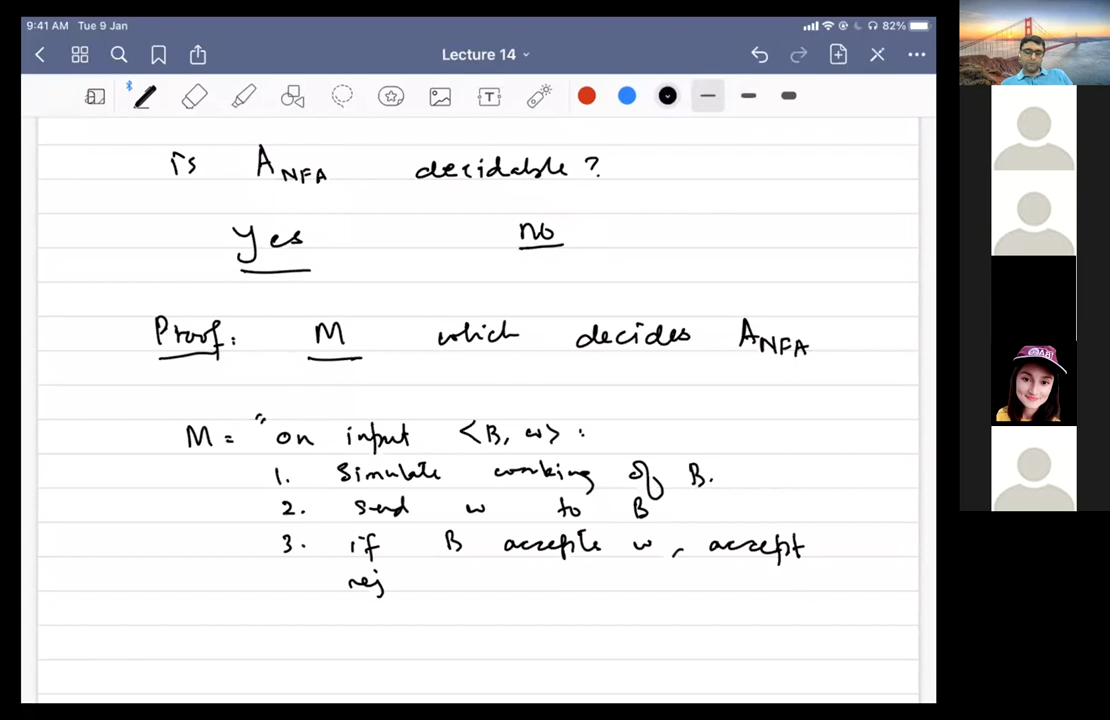 9:41 AM Tue 9 Jan
82%
Lecture 14
is A_NFA decidable?
Yes no
Proof: M which decides A_NFA
M = "on input <B, w> :
1. Simulate working of B.
2. send w to B
3. if B accepts w, accept
rej